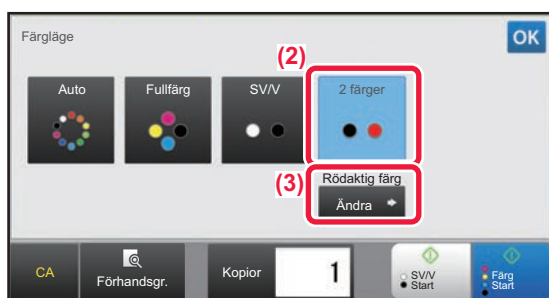 Färgläge
OK
(2)
Auto
Fullfärg
SV/V
2 färger
(3)
Rödaktig färg
Ändra
CA
Förhandsgr.
Kopior
1
SV/V
Start
Färg
Start